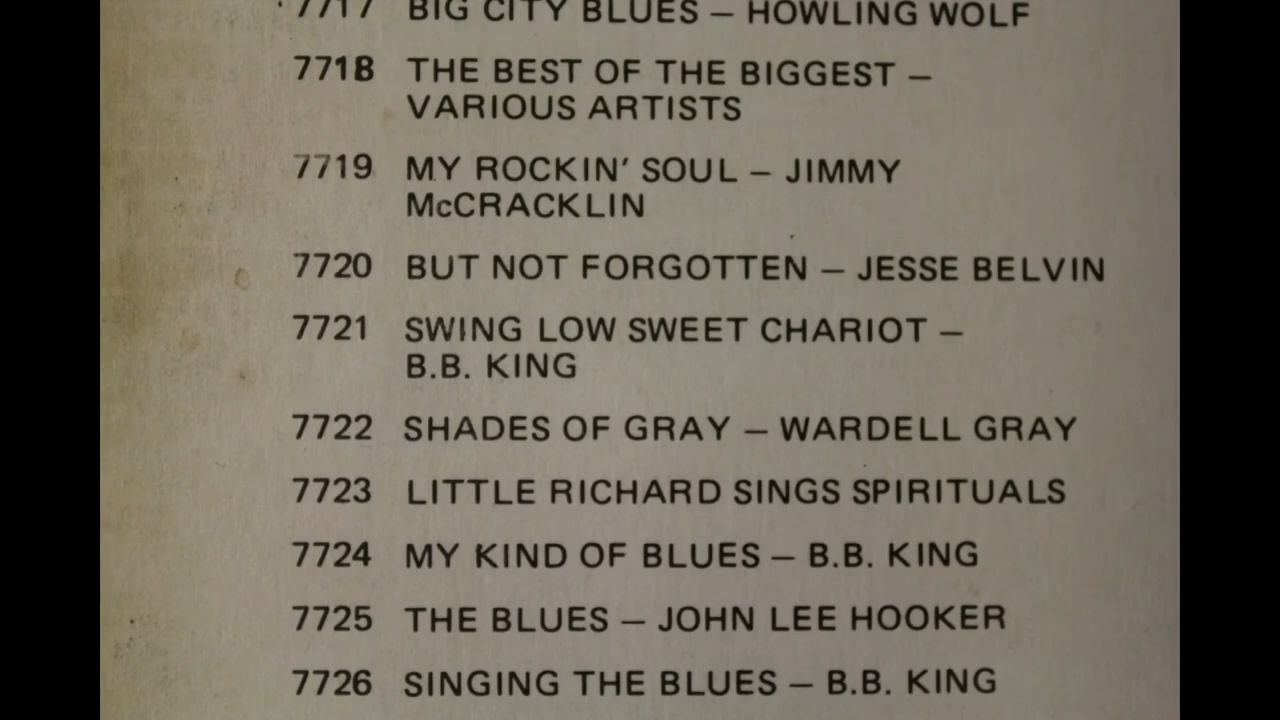 7717 BIG CITY BLUES – HOWLING WOLF
7718 THE BEST OF THE BIGGEST –
VARIOUS ARTISTS
7719 MY ROCKIN' SOUL – JIMMY
McCRACKLIN
7720 BUT NOT FORGOTTEN – JESSE BELVIN
7721 SWING LOW SWEET CHARIOT –
B.B. KING
7722 SHADES OF GRAY – WARDELL GRAY
7723 LITTLE RICHARD SINGS SPIRITUALS
7724 MY KIND OF BLUES – B.B. KING
7725 THE BLUES – JOHN LEE HOOKER
7726 SINGING THE BLUES – B.B. KING